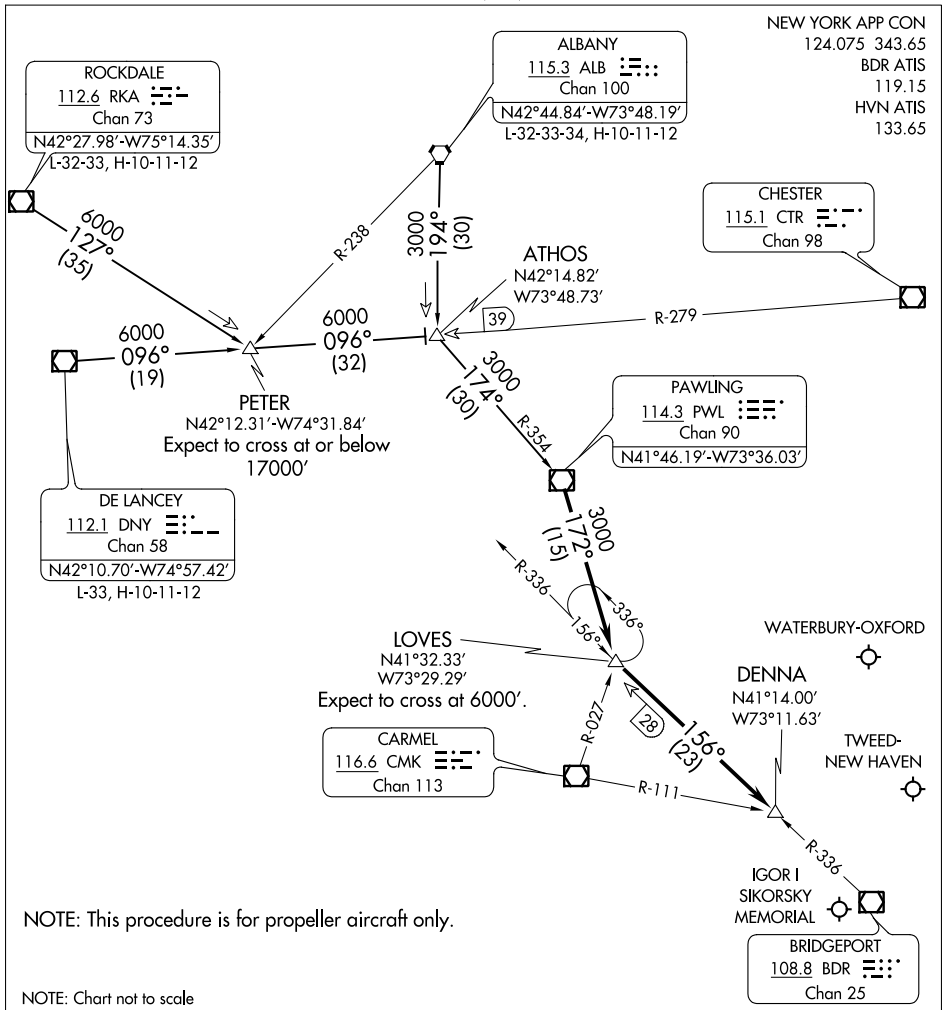 NEW YORK APP CON
124.075 343.65
BDR ATIS
119.15
HVN ATIS
133.65
ALBANY
115.3 ALB
Chan 100
N42°44.84'-W73°48.19'
L-32-33-34, H-10-11-12
ROCKDALE
112.6 RKA
Chan 73
N42°27.98'-W75°14.35'
L-32-33, H-10-11-12
CHESTER
115.1 CTR
Chan 98
6000
127°
(35)
R-238
3000
194°
(30)
ATHOS
N42°14.82'
W73°48.73'
39
R-279
6000
096°
(19)
6000
096°
(32)
PETER
N42°12.31'-W74°31.84'
Expect to cross at or below
17000'
3000
174°
(30)
R-354
PAWLING
114.3 PWL
Chan 90
N41°46.19'-W73°36.03'
DE LANCEY
112.1 DNY
Chan 58
N42°10.70'-W74°57.42'
L-33, H-10-11-12
3000
172°
(15)
R-336
156°
336°
LOVES
N41°32.33'
W73°29.29'
Expect to cross at 6000'.
WATERBURY-OXFORD
DENNA
N41°14.00'
W73°11.63'
28
156°
(23)
R-027
CARMEL
116.6 CMK
Chan 113
R-111
TWEED-
NEW HAVEN
R-336
IGOR I
SIKORSKY
MEMORIAL
BRIDGEPORT
108.8 BDR
Chan 25
NOTE: This procedure is for propeller aircraft only.
NOTE: Chart not to scale